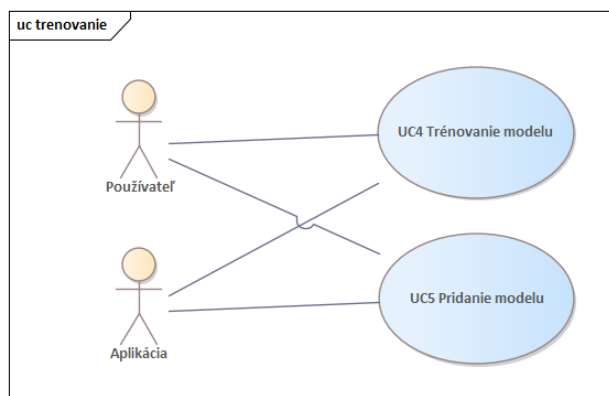 uc trenovanie
UC4 Trénovanie modelu
Používateľ
UC5 Pridanie modelu
Aplikácia